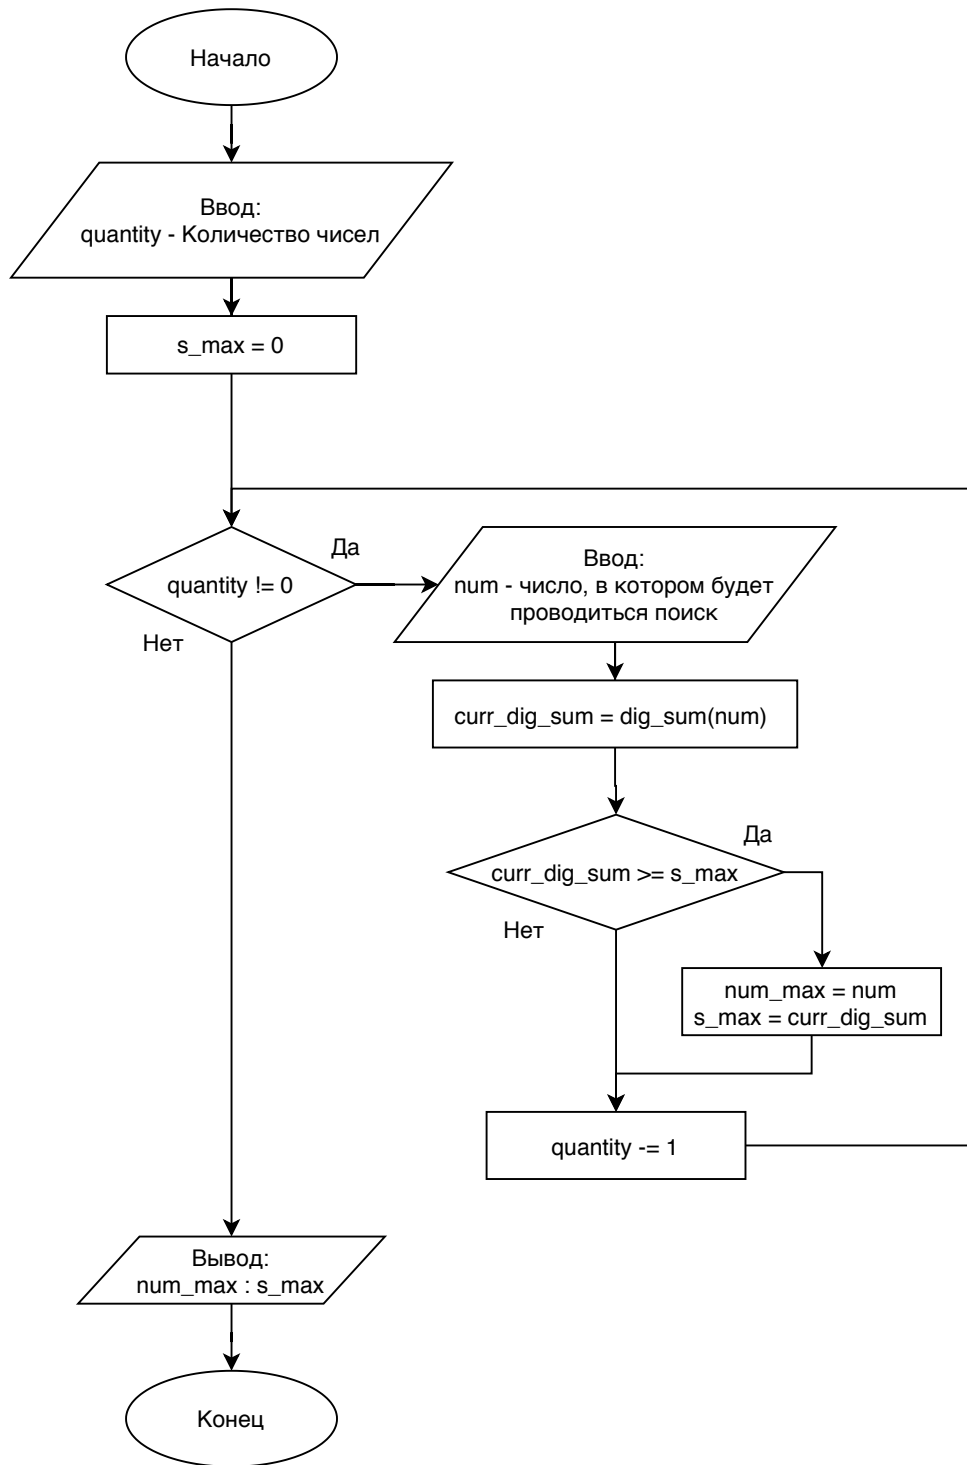 Начало
Ввод:
quantity - Количество чисел
s_max = 0
quantity != 0
Да
Нет
Ввод:
num - число, в котором будет
проводиться поиск
curr_dig_sum = dig_sum(num)
curr_dig_sum >= s_max
Да
Нет
num_max = num
s_max = curr_dig_sum
quantity -= 1
Вывод:
num_max : s_max
Конец